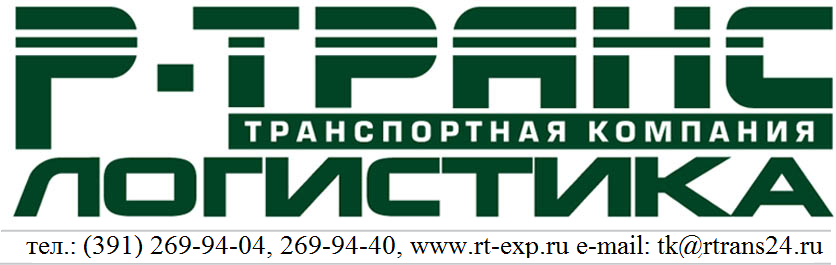 Р-ТРАНС
ТРАНСПОРТНАЯ КОМПАНИЯ
ЛОГИСТИКА
тел.: (391) 269-94-04, 269-94-40, www.rt-exp.ru e-mail: tk@rtrans24.ru